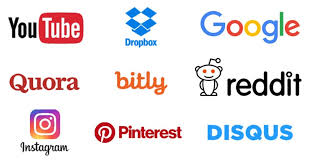 YouTube
Dropbox
Google
Quora
bitly
reddit
Instagram
Pinterest
DISQUS